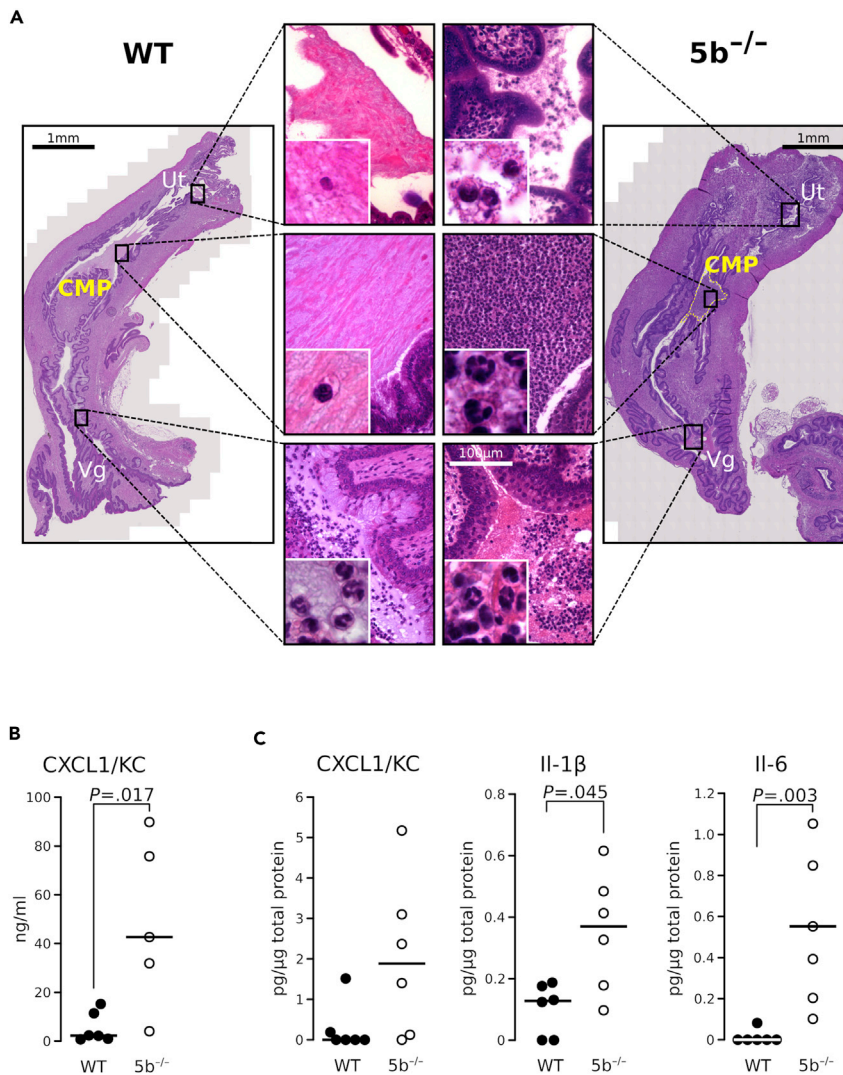 A
WT
5b⁻/⁻
1mm
1mm
Ut
Ut
CMP
CMP
Vg
Vg
100µm
B
C
CXCL1/KC
CXCL1/KC
Il-1β
Il-6
P=.017
P=.045
P=.003
ng/ml
100
80
60
40
20
0
WT
5b⁻/⁻
pg/µg total protein
6
5
4
3
2
1
0
WT
5b⁻/⁻
pg/µg total protein
0.8
0.6
0.4
0.2
0
WT
5b⁻/⁻
pg/µg total protein
1.2
1.0
0.8
0.6
0.4
0.2
0
WT
5b⁻/⁻